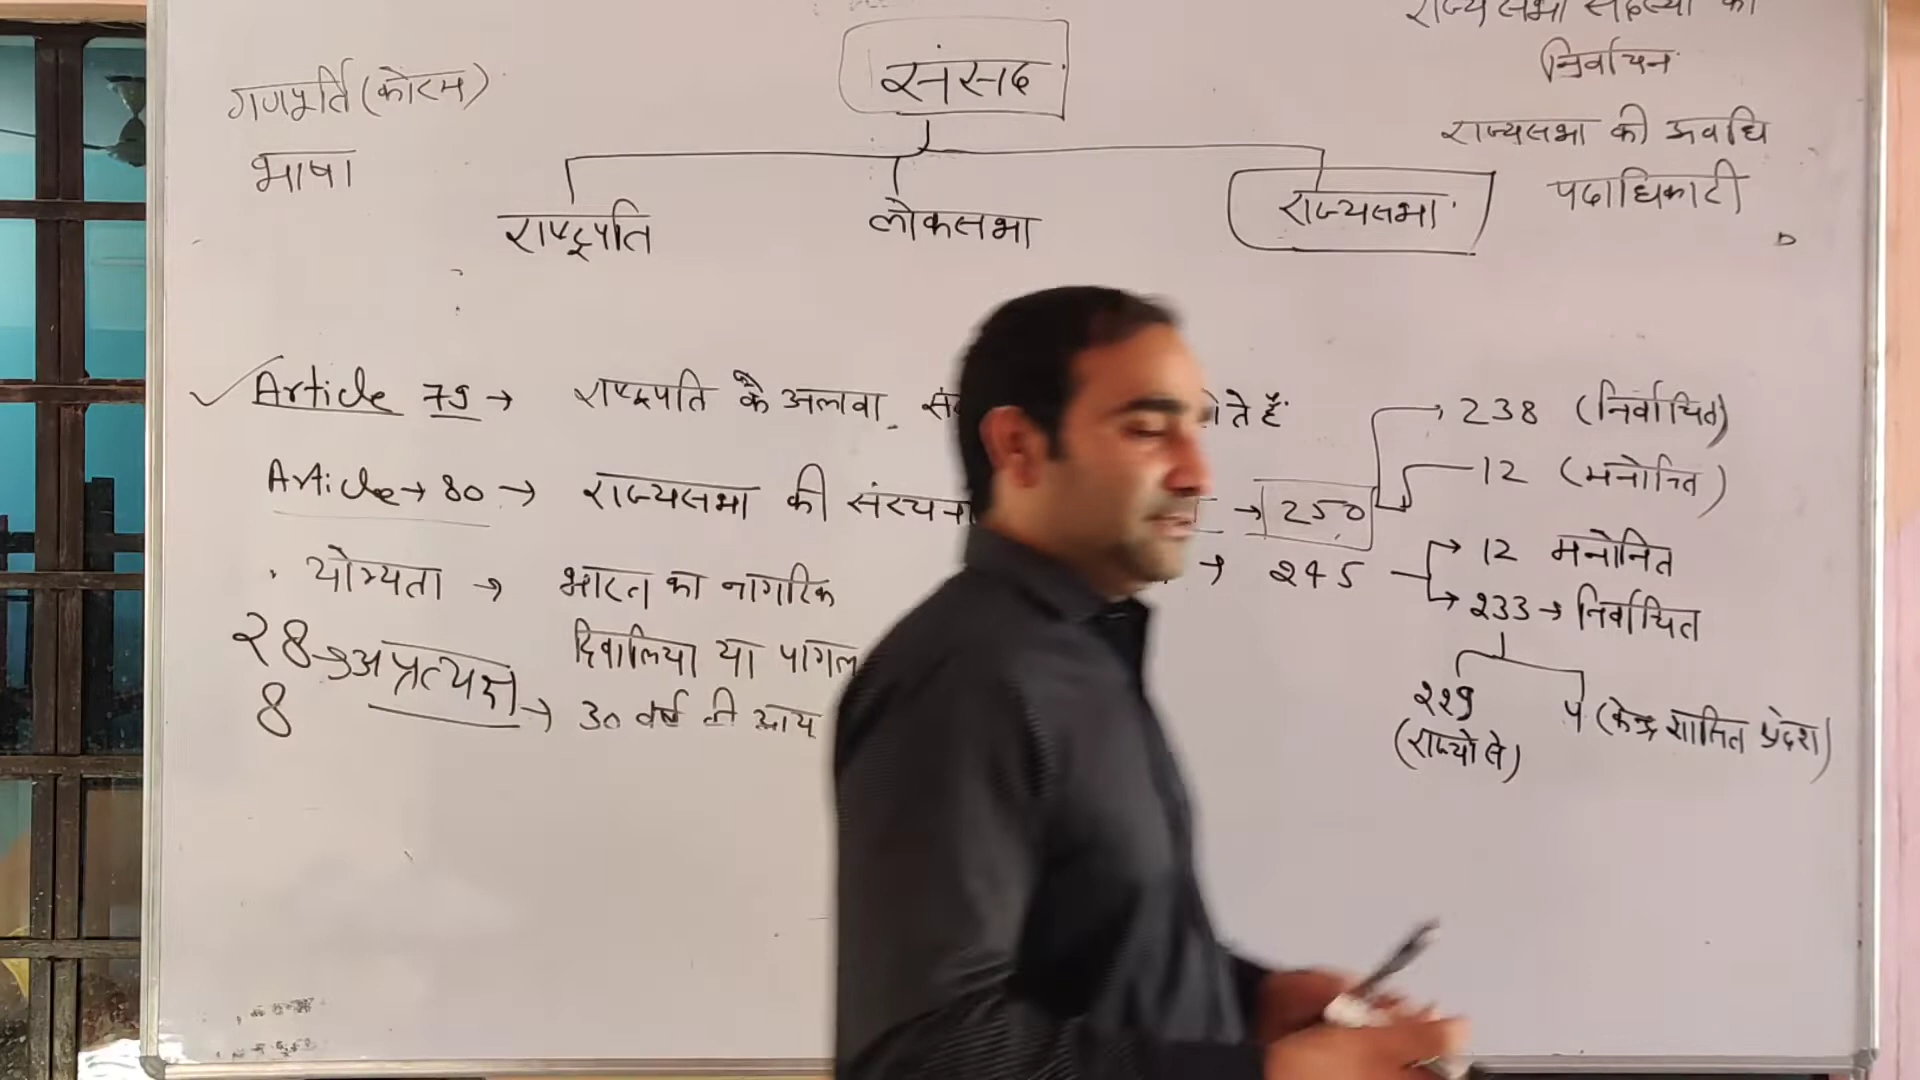 संसद
गणपूर्ति (कोरम)
भाषा
राष्ट्रपति
लोकसभा
राज्यसभा
राज्यसभा सदस्यों का
निर्वाचन
राज्यसभा की अवधि
पदाधिकारी
Article 79 → राष्ट्रपति के अलवा
ते हैं
Article → 80 → राज्यसभा की संरचना
→ 250
→ 238 (निर्वाचित)
12 (मनोनित)
→ 245
→ 12 मनोनित
→ 233 → निर्वाचित
229
(राज्यो से)
4 (केन्द्र शासित प्रदेश)
योग्यता → भारत का नागरिक
दिवालिया या पागल
→ 30 वर्ष की आयु
28 → अप्रत्यक्ष
8